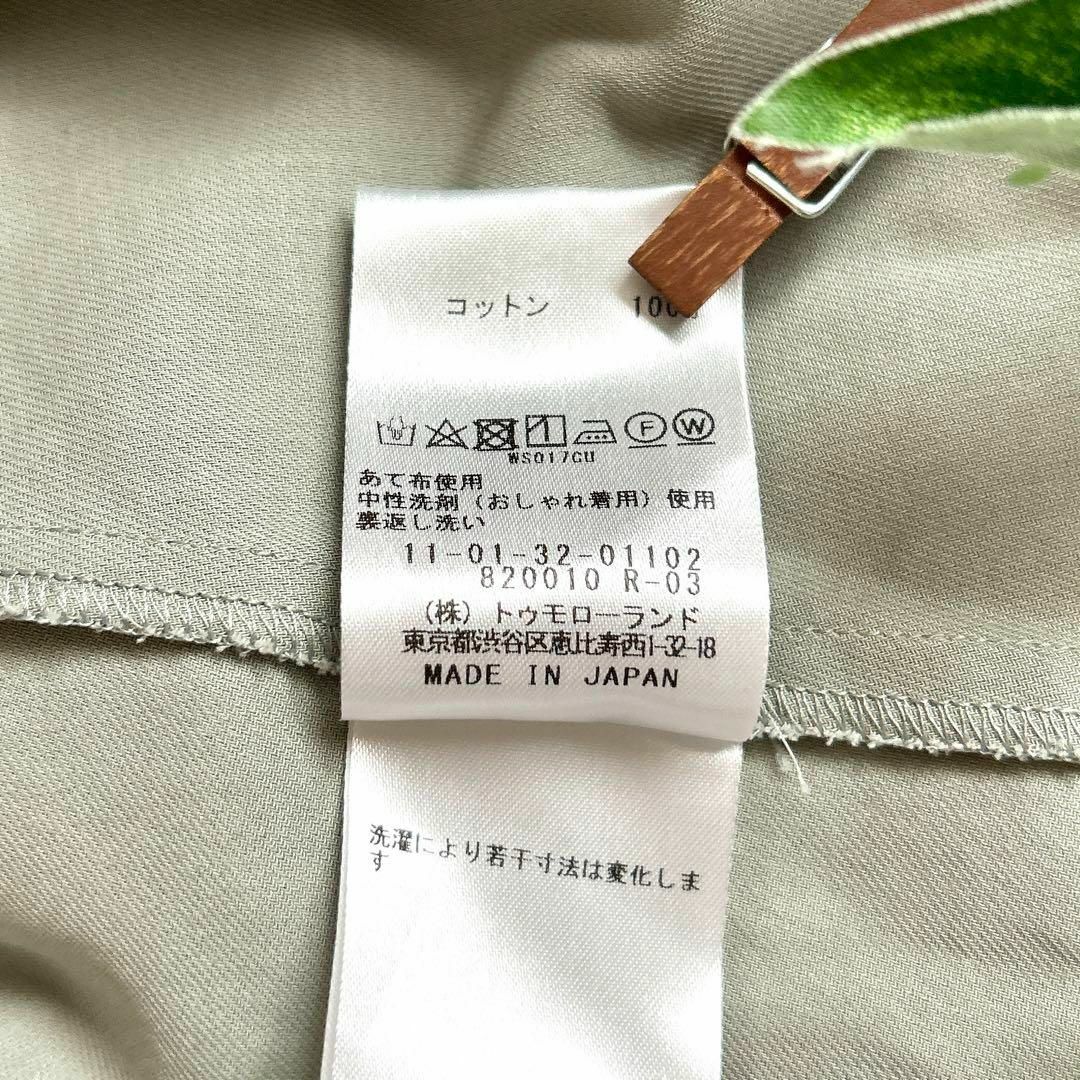 コットン 100%
F W
WS017CU
あて布使用
中性洗剤（おしゃれ着用）使用
裏返し洗い
11-01-32-01102
820010 R-03
（株）トゥモローランド
東京都渋谷区恵比寿西1-32-18
MADE IN JAPAN
洗濯により若干寸法は変化しま
す